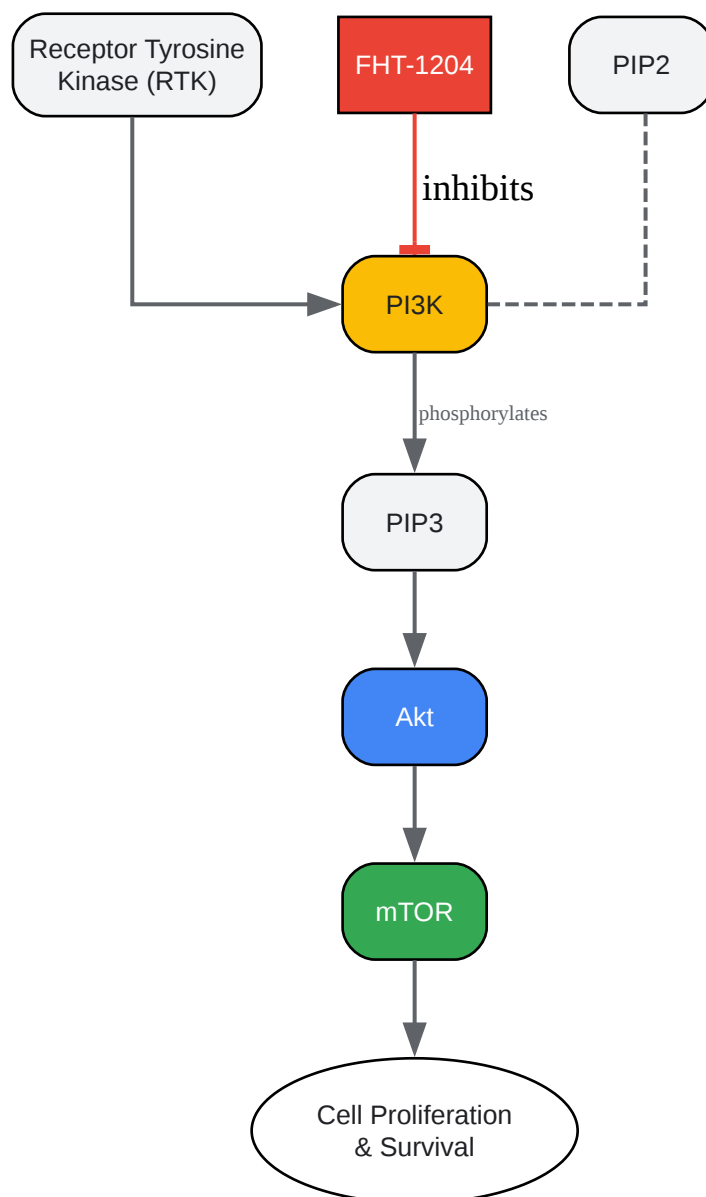 Receptor Tyrosine
Kinase (RTK)
FHT-1204
PIP2
inhibits
PI3K
phosphorylates
PIP3
Akt
mTOR
Cell Proliferation
& Survival